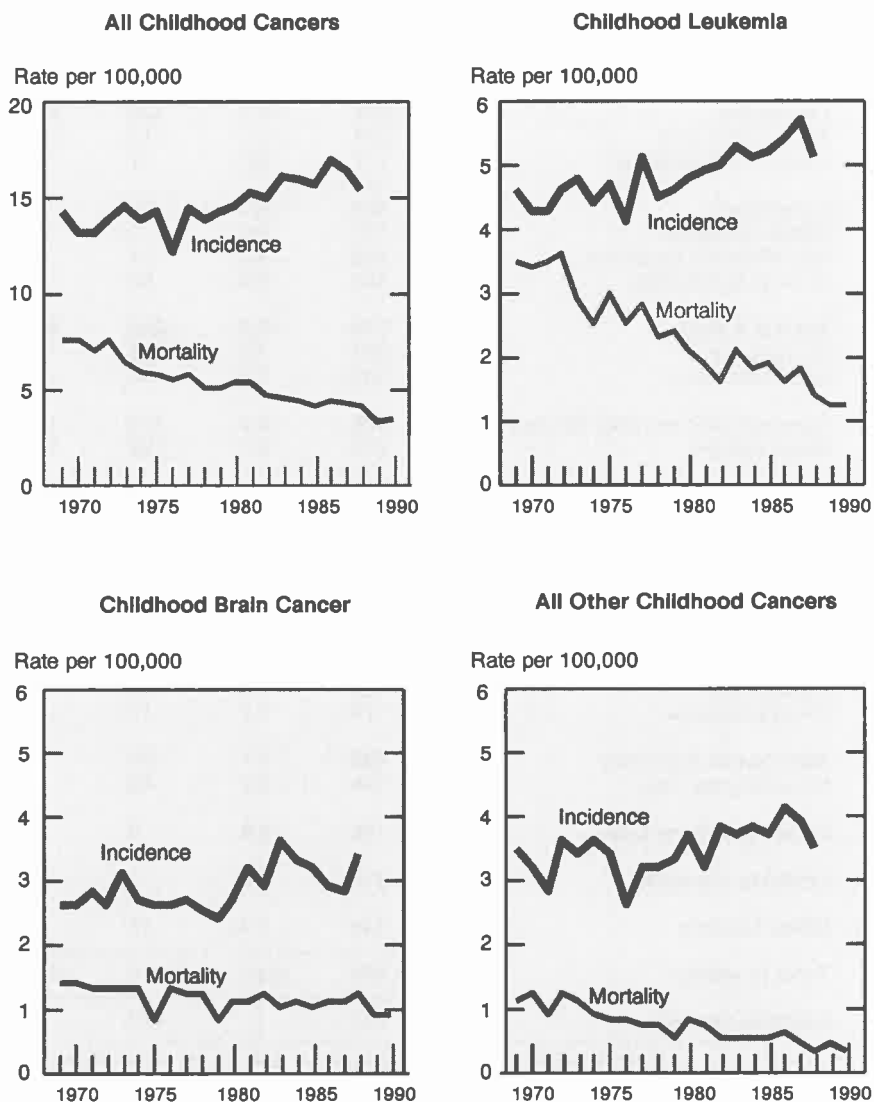 All Childhood Cancers
Rate per 100,000
20
15
10
5
0
Incidence
Mortality
1970 1975 1980 1985 1990
Childhood Leukemia
Rate per 100,000
6
5
4
3
2
1
0
Incidence
Mortality
1970 1975 1980 1985 1990
Childhood Brain Cancer
Rate per 100,000
6
5
4
3
2
1
0
Incidence
Mortality
1970 1975 1980 1985 1990
All Other Childhood Cancers
Rate per 100,000
6
5
4
3
2
1
0
Incidence
Mortality
1970 1975 1980 1985 1990